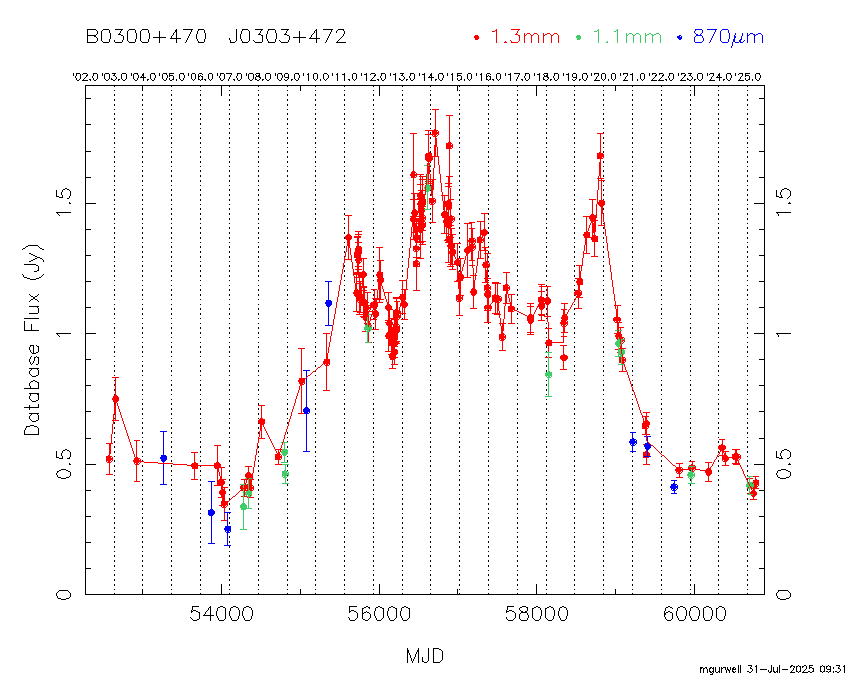 B0300+470 J0303+472 1.3mm 1.1mm 870μm
'02.0 '03.0 '04.0 '05.0 '06.0 '07.0 '08.0 '09.0 '10.0 '11.0 '12.0 '13.0 '14.0 '15.0 '16.0 '17.0 '18.0 '19.0 '20.0 '21.0 '22.0 '23.0 '24.0 '25.0
1.5 1.5
1 1
0.5 0.5
0 0
Database Flux (Jy)
54000 56000 58000 60000
MJD
mgurwell 31-Jul-2025 09:31